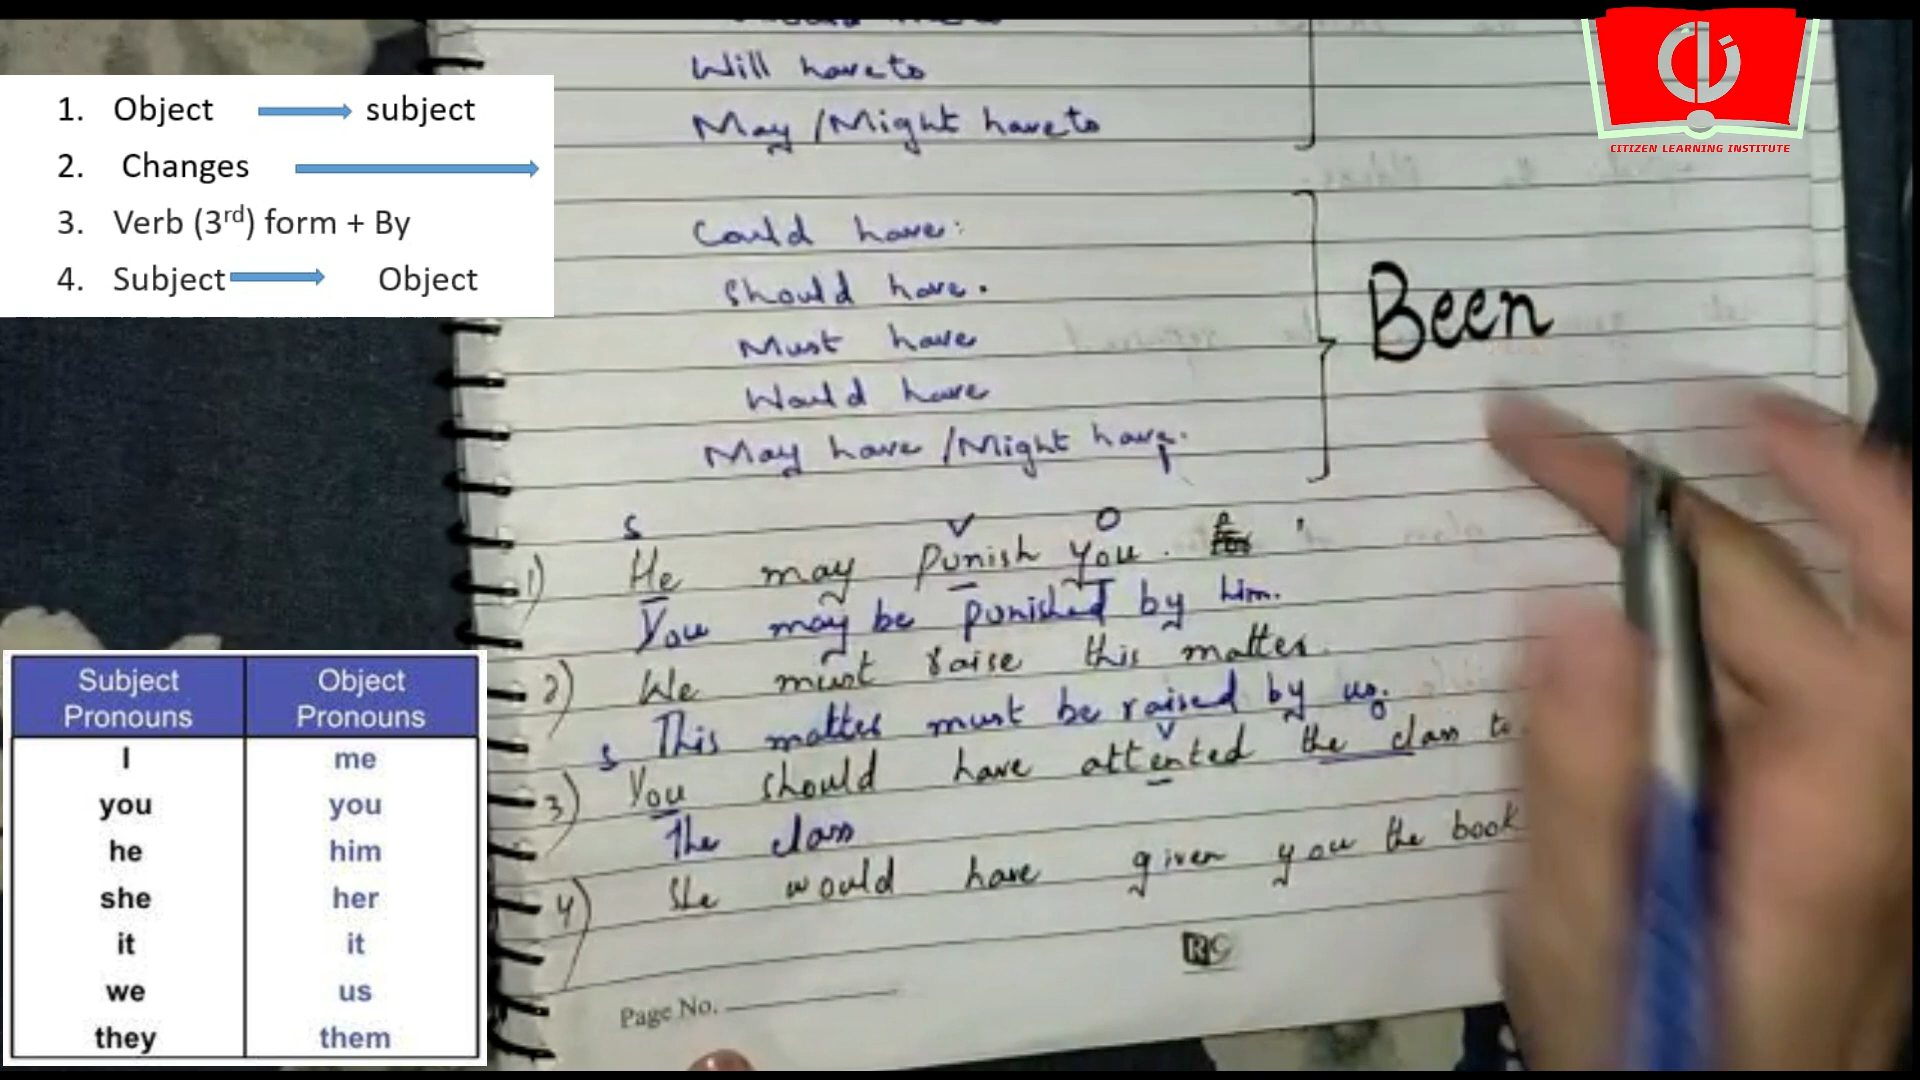 1. Object subject
2. Changes
3. Verb (3rd) form + By
4. Subject Object
Subject Pronouns Object Pronouns
I me
you you
he him
she her
it it
we us
they them
CITIZEN LEARNING INSTITUTE
Will have to
May / Might have to
Could have
Should have.
Must have
Would have
May have / Might have.
Been
S V O
1) He may punish you. P
You may be punished by him.
2) We must raise this matter.
This matter must be raised by us.
S V O
3) You should have attented the class to
The class
4) She would have given you the book
RC
Page No.